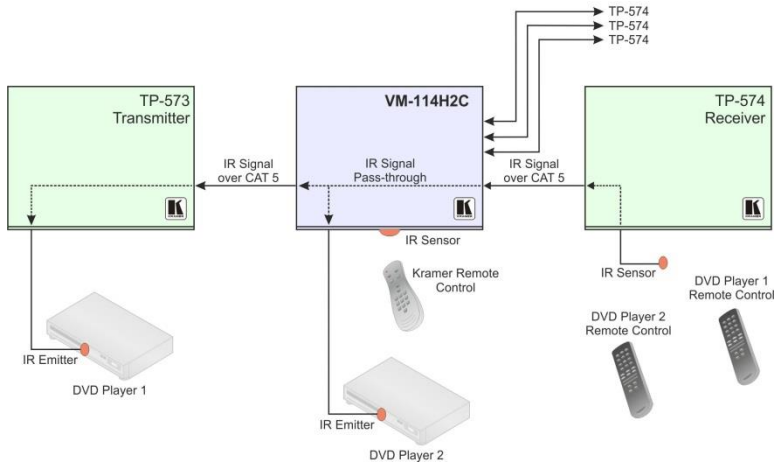 TP-574
TP-574
TP-574
TP-573
Transmitter
VM-114H2C
TP-574
Receiver
IR Signal
over CAT 5
IR Signal
Pass-through
IR Signal
over CAT 5
IR Sensor
IR Sensor
Kramer Remote
Control
DVD Player 1
Remote Control
DVD Player 2
Remote Control
IR Emitter
DVD Player 1
IR Emitter
DVD Player 2